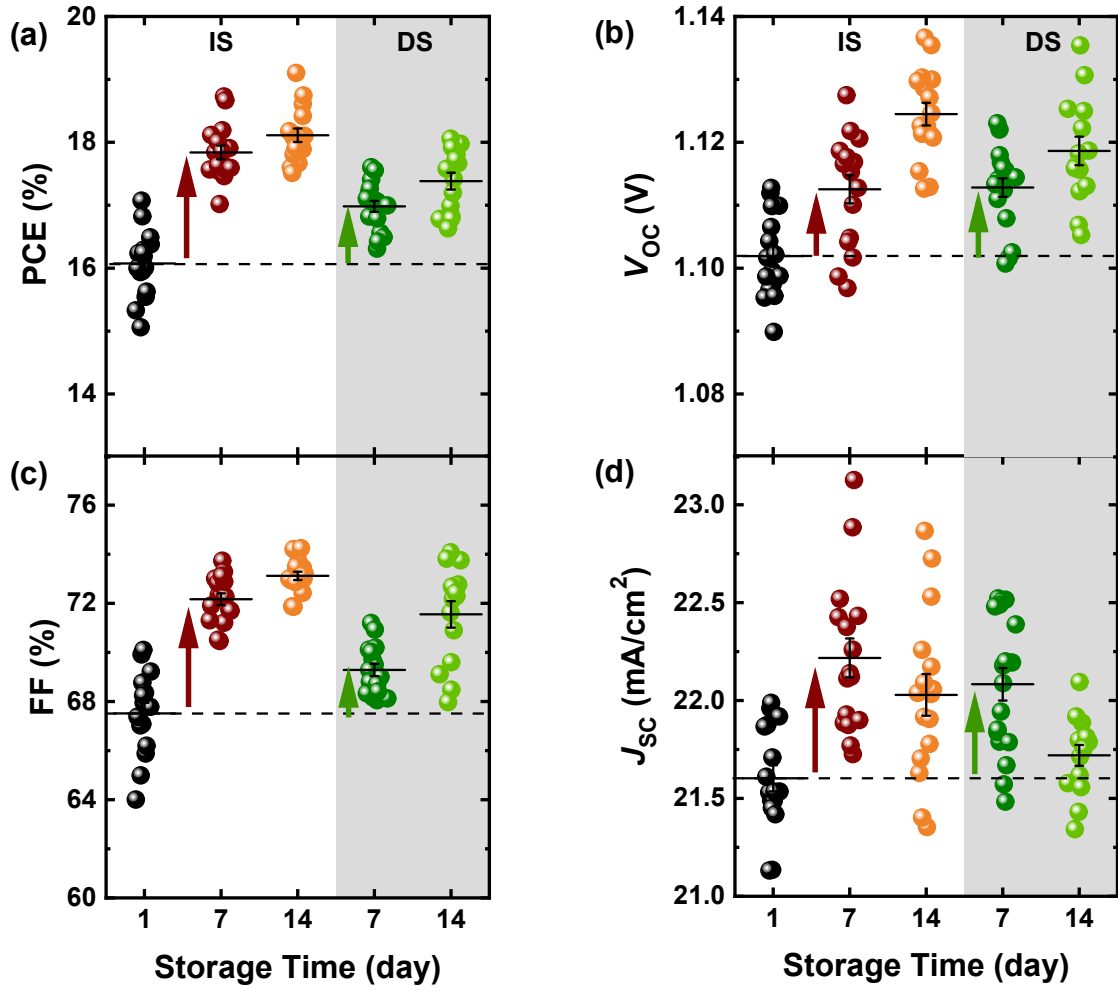 (a)
IS
DS
20
18
16
14
PCE (%)
(b)
IS
DS
1.14
1.12
1.10
1.08
V_OC (V)
(c)
76
72
68
64
60
FF (%)
1 7 14 7 14
Storage Time (day)
(d)
23.0
22.5
22.0
21.5
21.0
J_SC (mA/cm²)
1 7 14 7 14
Storage Time (day)